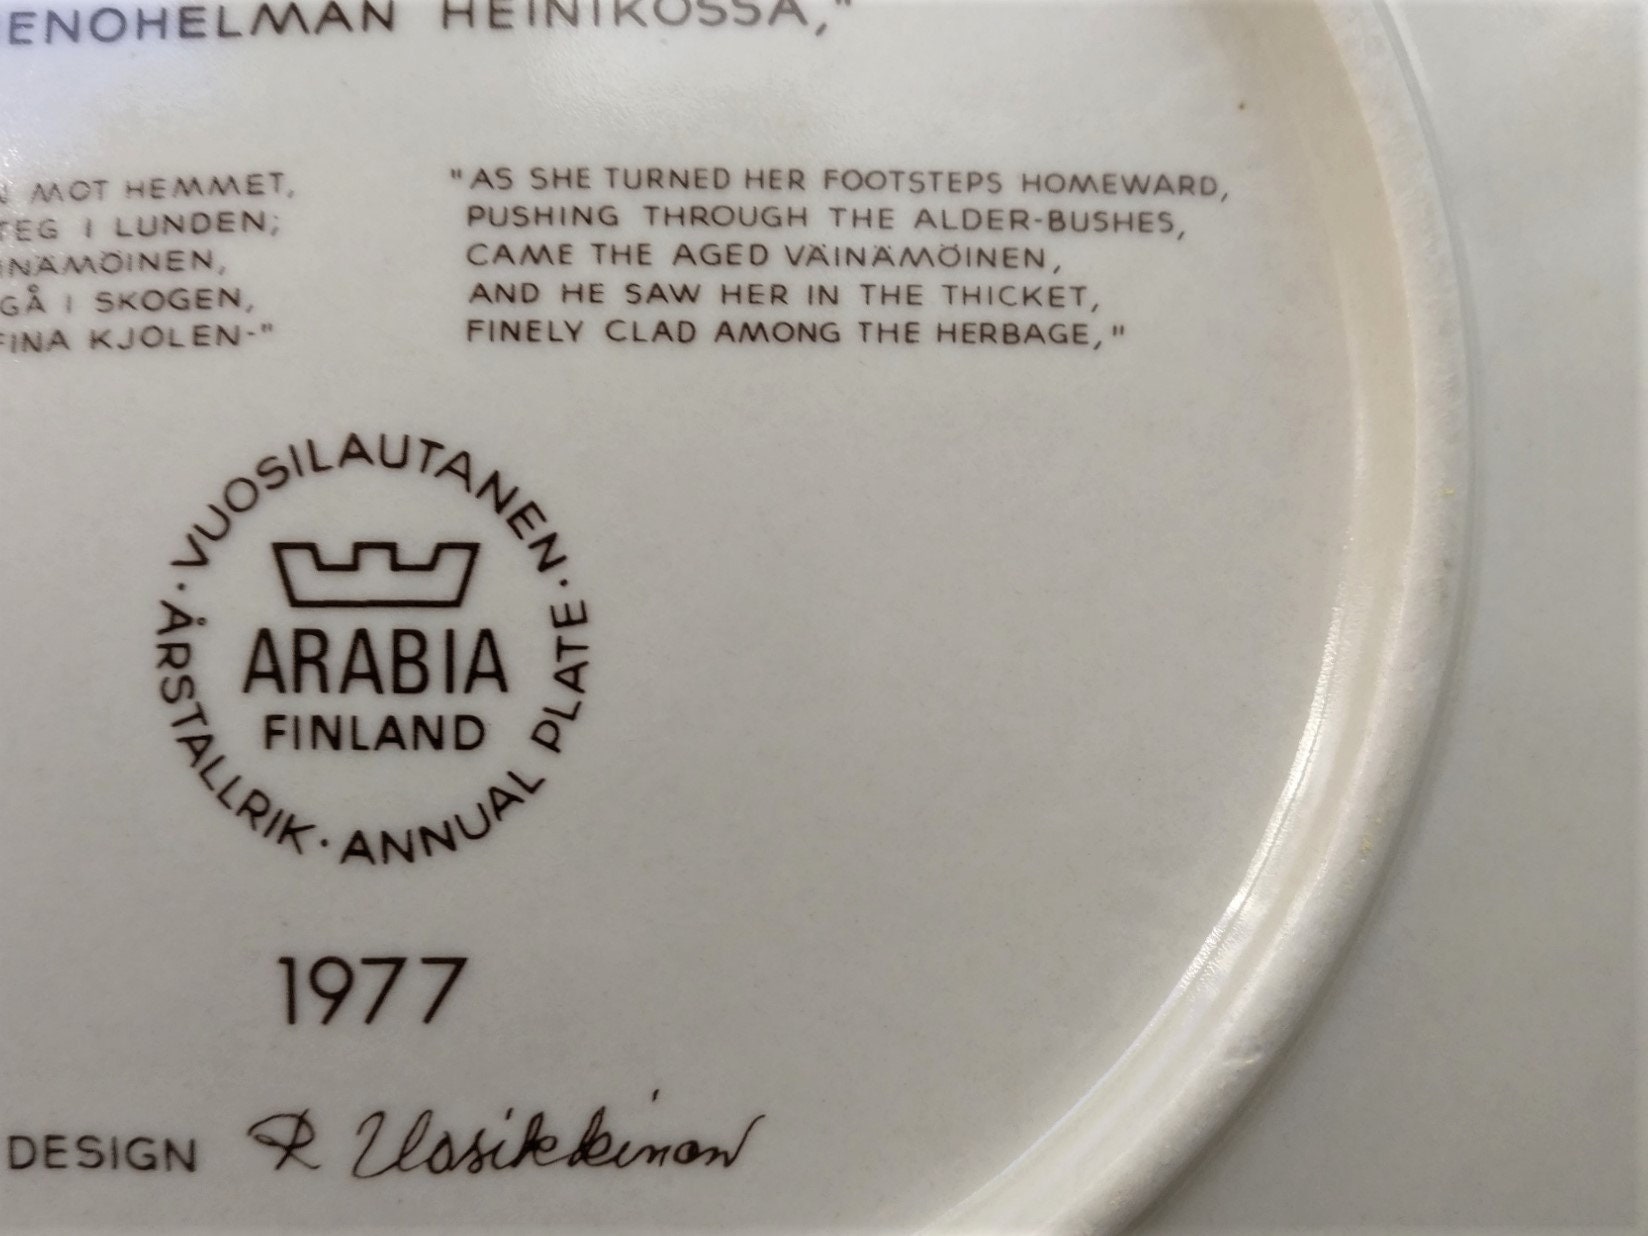 ENOHELMAN HEINIKOSSA,"
MOT HEMMET,
TEG I LUNDEN;
INÄMÖINEN,
GÅ I SKOGEN,
FINA KJOLEN-"
"AS SHE TURNED HER FOOTSTEPS HOMEWARD,
PUSHING THROUGH THE ALDER-BUSHES,
CAME THE AGED VÄINÄMÖINEN,
AND HE SAW HER IN THE THICKET,
FINELY CLAD AMONG THE HERBAGE,"
· VUOSILAUTANEN · ANNUAL PLATE · ÅRSTALLRIK
ARABIA
FINLAND
1977
DESIGN R Uosikkinen